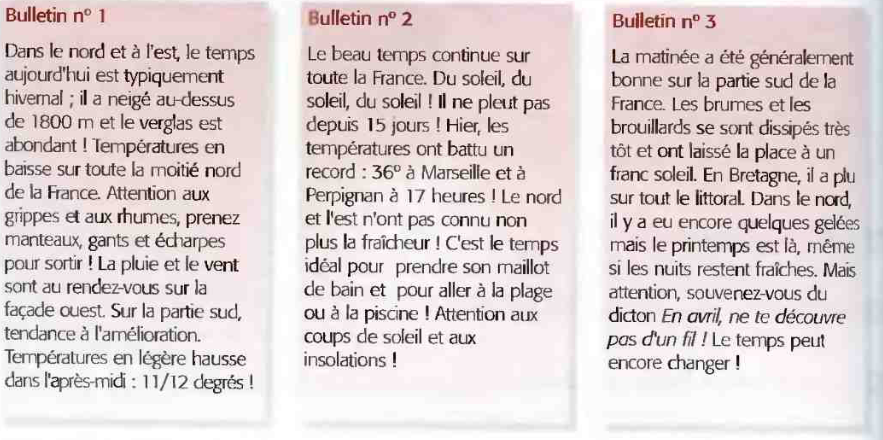 Bulletin nº 1
Dans le nord et à l'est, le temps
aujourd'hui est typiquement
hivernal ; il a neigé au-dessus
de 1800 m et le verglas est
abondant ! Températures en
baisse sur toute la moitié nord
de la France. Attention aux
grippes et aux rhumes, prenez
manteaux, gants et écharpes
pour sortir ! La pluie et le vent
sont au rendez-vous sur la
façade ouest. Sur la partie sud,
tendance à l'amélioration.
Températures en légère hausse
dans l'après-midi : 11/12 degrés !
Bulletin nº 2
Le beau temps continue sur
toute la France. Du soleil, du
soleil, du soleil ! Il ne pleut pas
depuis 15 jours ! Hier, les
températures ont battu un
record : 36º à Marseille et à
Perpignan à 17 heures ! Le nord
et l'est n'ont pas connu non
plus la fraîcheur ! C'est le temps
idéal pour prendre son maillot
de bain et pour aller à la plage
ou à la piscine ! Attention aux
coups de soleil et aux
insolations !
Bulletin nº 3
La matinée a été généralement
bonne sur la partie sud de la
France. Les brumes et les
brouillards se sont dissipés très
tôt et ont laissé la place à un
franc soleil. En Bretagne, il a plu
sur tout le littoral. Dans le nord,
il y a eu encore quelques gelées
mais le printemps est là, même
si les nuits restent fraîches. Mais
attention, souvenez-vous du
dicton En avril, ne te découvre
pas d'un fil ! Le temps peut
encore changer !